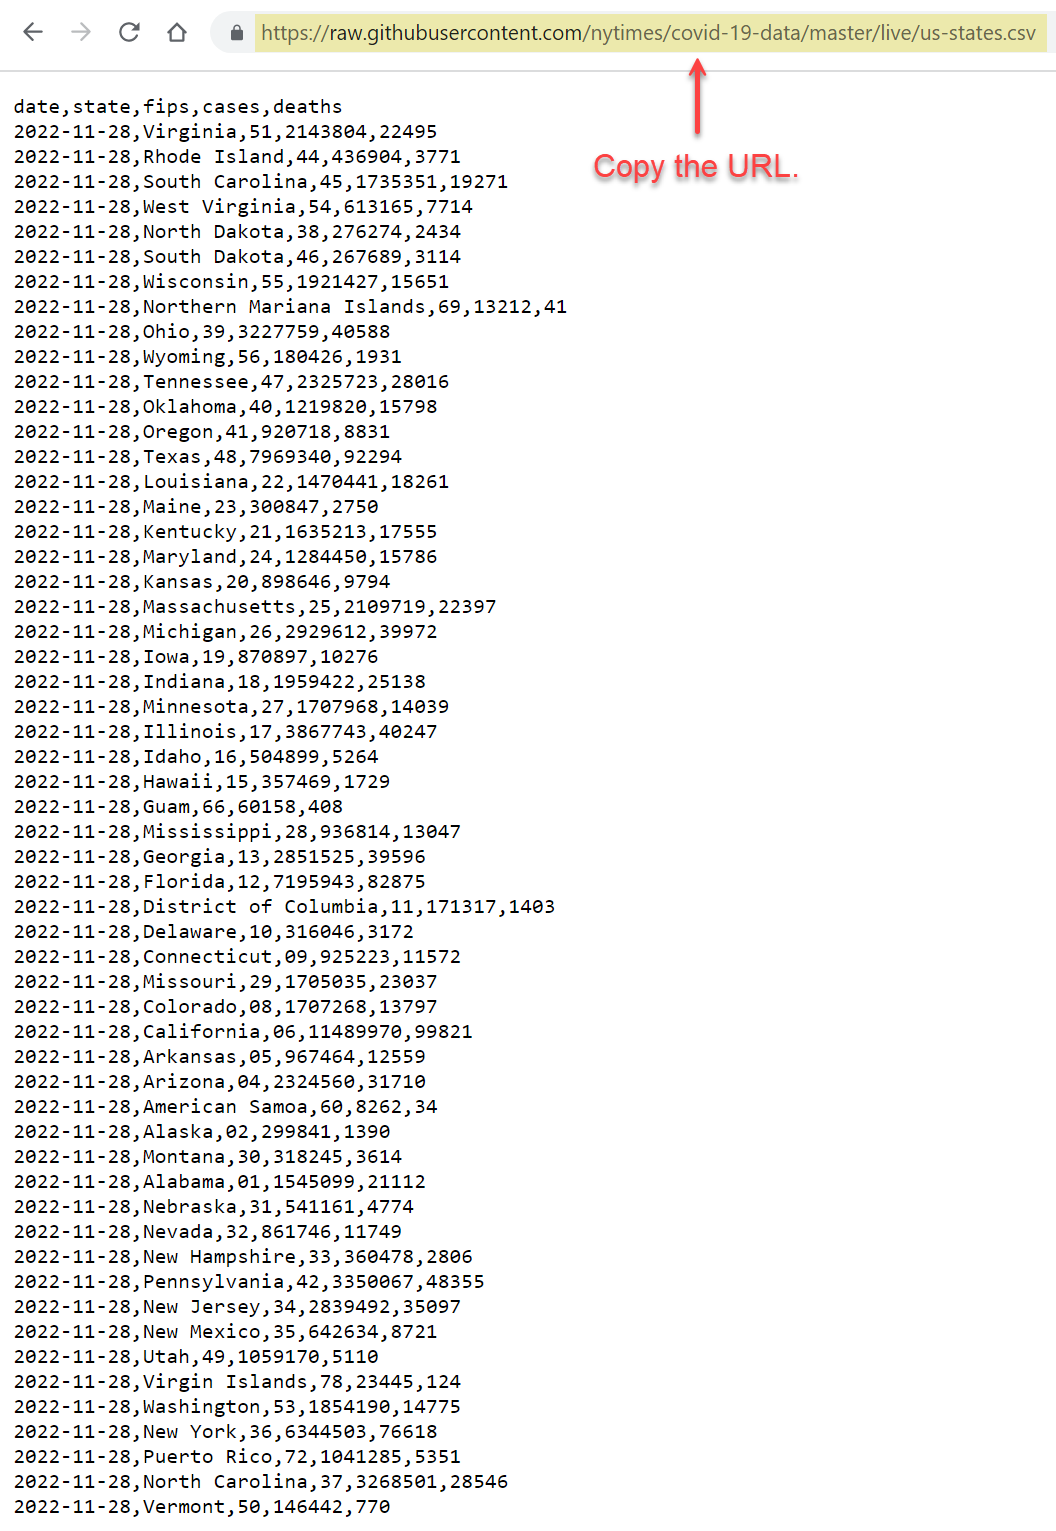 https://raw.githubusercontent.com/nytimes/covid-19-data/master/live/us-states.csv
Copy the URL.
date,state,fips,cases,deaths
2022-11-28,Virginia,51,2143804,22495
2022-11-28,Rhode Island,44,436904,3771
2022-11-28,South Carolina,45,1735351,19271
2022-11-28,West Virginia,54,613165,7714
2022-11-28,North Dakota,38,276274,2434
2022-11-28,South Dakota,46,267689,3114
2022-11-28,Wisconsin,55,1921427,15651
2022-11-28,Northern Mariana Islands,69,13212,41
2022-11-28,Ohio,39,3227759,40588
2022-11-28,Wyoming,56,180426,1931
2022-11-28,Tennessee,47,2325723,28016
2022-11-28,Oklahoma,40,1219820,15798
2022-11-28,Oregon,41,920718,8831
2022-11-28,Texas,48,7969340,92294
2022-11-28,Louisiana,22,1470441,18261
2022-11-28,Maine,23,300847,2750
2022-11-28,Kentucky,21,1635213,17555
2022-11-28,Maryland,24,1284450,15786
2022-11-28,Kansas,20,898646,9794
2022-11-28,Massachusetts,25,2109719,22397
2022-11-28,Michigan,26,2929612,39972
2022-11-28,Iowa,19,870897,10276
2022-11-28,Indiana,18,1959422,25138
2022-11-28,Minnesota,27,1707968,14039
2022-11-28,Illinois,17,3867743,40247
2022-11-28,Idaho,16,504899,5264
2022-11-28,Hawaii,15,357469,1729
2022-11-28,Guam,66,60158,408
2022-11-28,Mississippi,28,936814,13047
2022-11-28,Georgia,13,2851525,39596
2022-11-28,Florida,12,7195943,82875
2022-11-28,District of Columbia,11,171317,1403
2022-11-28,Delaware,10,316046,3172
2022-11-28,Connecticut,09,925223,11572
2022-11-28,Missouri,29,1705035,23037
2022-11-28,Colorado,08,1707268,13797
2022-11-28,California,06,11489970,99821
2022-11-28,Arkansas,05,967464,12559
2022-11-28,Arizona,04,2324560,31710
2022-11-28,American Samoa,60,8262,34
2022-11-28,Alaska,02,299841,1390
2022-11-28,Montana,30,318245,3614
2022-11-28,Alabama,01,1545099,21112
2022-11-28,Nebraska,31,541161,4774
2022-11-28,Nevada,32,861746,11749
2022-11-28,New Hampshire,33,360478,2806
2022-11-28,Pennsylvania,42,3350067,48355
2022-11-28,New Jersey,34,2839492,35097
2022-11-28,New Mexico,35,642634,8721
2022-11-28,Utah,49,1059170,5110
2022-11-28,Virgin Islands,78,23445,124
2022-11-28,Washington,53,1854190,14775
2022-11-28,New York,36,6344503,76618
2022-11-28,Puerto Rico,72,1041285,5351
2022-11-28,North Carolina,37,3268501,28546
2022-11-28,Vermont,50,146442,770